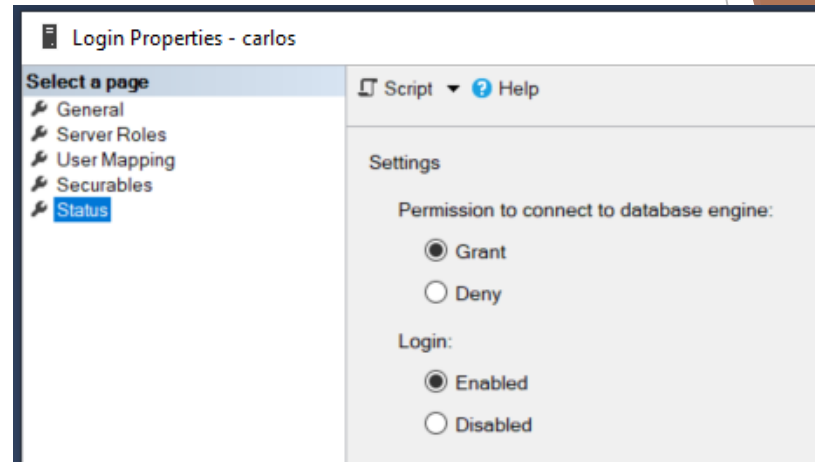 Login Properties - carlos
Select a page
General
Server Roles
User Mapping
Securables
Status
Script Help
Settings
Permission to connect to database engine:
Grant
Deny
Login:
Enabled
Disabled